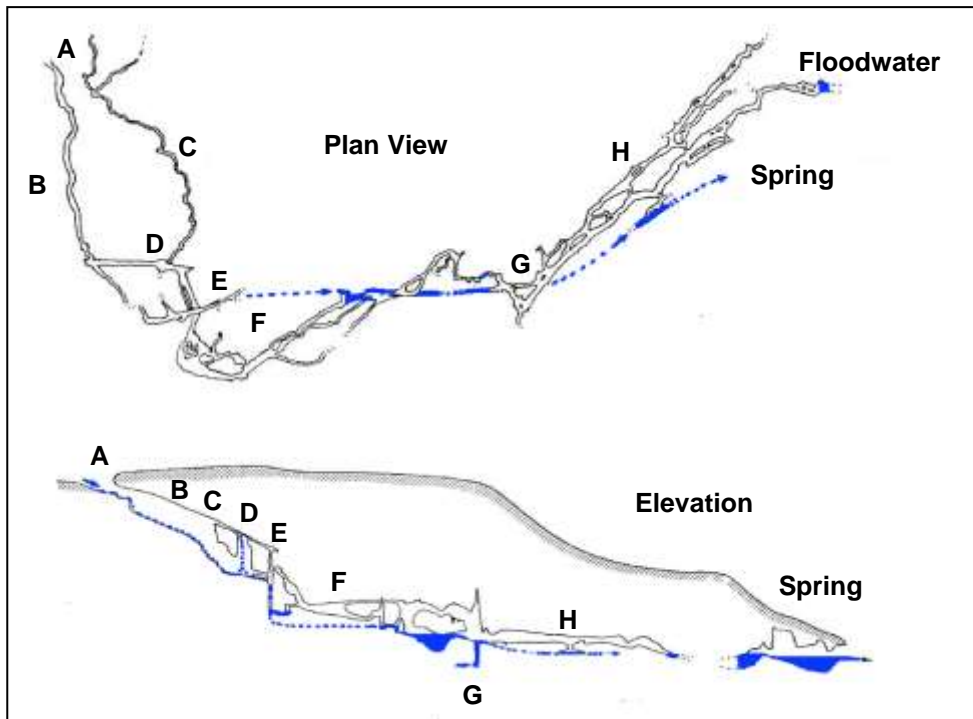 A
Floodwater
C
Plan View
H
B
Spring
D
G
E
F
A
B
Elevation
C
D
E
Spring
F
H
G